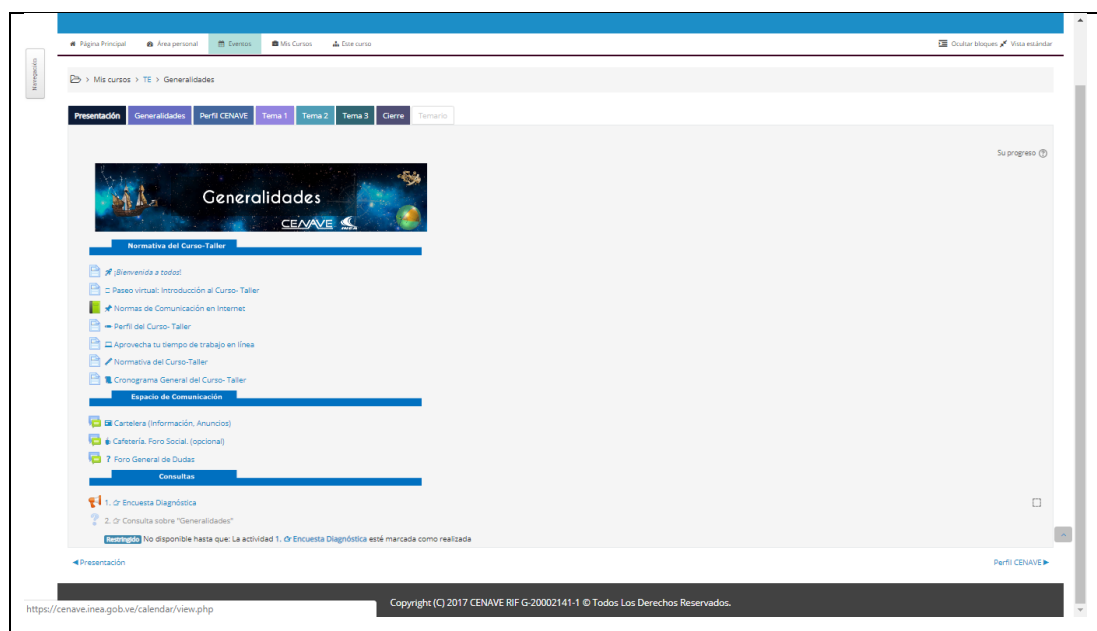 Página Principal Área personal Eventos Mis Cursos Este curso Ocultar bloques Vista estándar
Navegación
> Mis cursos > TE > Generalidades
Presentación Generalidades Perfil CENAVE Tema 1 Tema 2 Tema 3 Cierre Temario
Su progreso
Generalidades
CENAVE INEA
Normativa del Curso-Taller
¡Bienvenida a todos!
Paseo virtual: Introducción al Curso- Taller
Normas de Comunicación en Internet
Perfil del Curso- Taller
Aprovecha tu tiempo de trabajo en línea
Normativa del Curso-Taller
Cronograma General del Curso- Taller
Espacio de Comunicación
Cartelera (Información, Anuncios)
Cafetería. Foro Social. (opcional)
? Foro General de Dudas
Consultas
1. Encuesta Diagnóstica
2. Consulta sobre "Generalidades"
Restringido No disponible hasta que: La actividad 1. Encuesta Diagnóstica esté marcada como realizada
◄Presentación Perfil CENAVE►
Copyright (C) 2017 CENAVE RIF G-20002141-1 © Todos Los Derechos Reservados.
https://cenave.inea.gob.ve/calendar/view.php